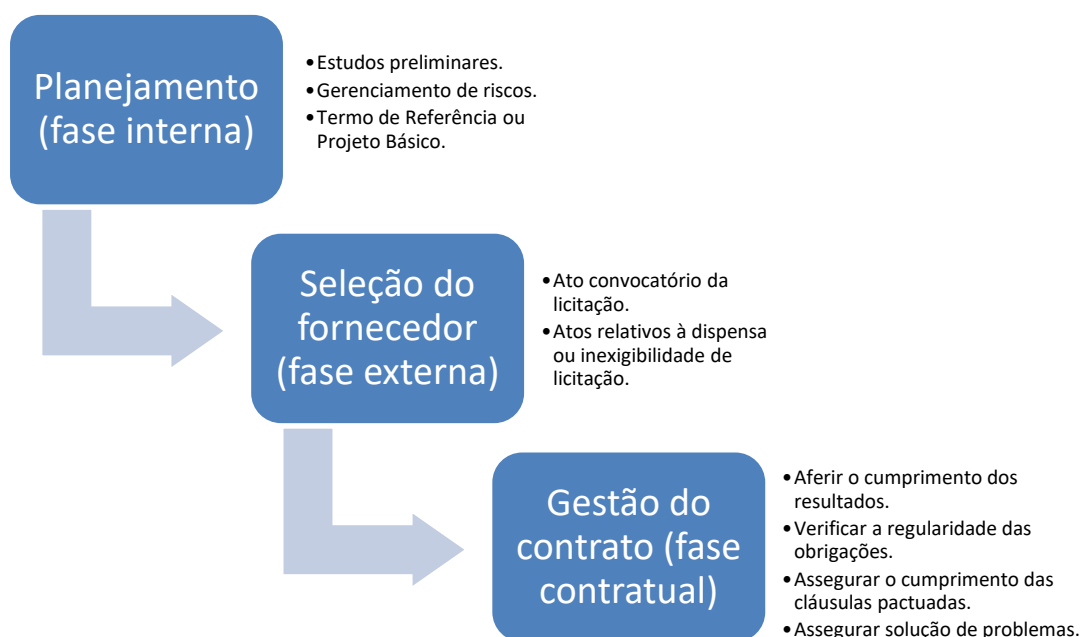 Planejamento
(fase interna)
•Estudos preliminares.
•Gerenciamento de riscos.
•Termo de Referência ou
Projeto Básico.
Seleção do
fornecedor
(fase externa)
•Ato convocatório da
licitação.
•Atos relativos à dispensa
ou inexigibilidade de
licitação.
Gestão do
contrato (fase
contratual)
•Aferir o cumprimento dos
resultados.
•Verificar a regularidade das
obrigações.
•Assegurar o cumprimento das
cláusulas pactuadas.
•Assegurar solução de problemas.